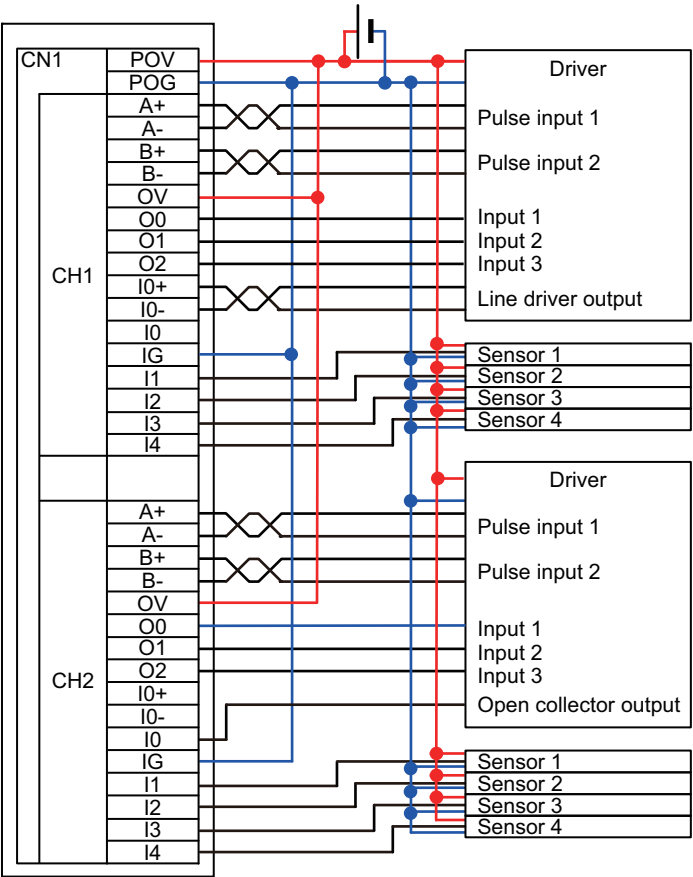 CN1
POV
POG
CH1
A+
A-
B+
B-
OV
O0
O1
O2
I0+
I0-
I0
IG
I1
I2
I3
I4
CH2
A+
A-
B+
B-
OV
O0
O1
O2
I0+
I0-
I0
IG
I1
I2
I3
I4
Driver
Pulse input 1
Pulse input 2
Input 1
Input 2
Input 3
Line driver output
Sensor 1
Sensor 2
Sensor 3
Sensor 4
Driver
Pulse input 1
Pulse input 2
Input 1
Input 2
Input 3
Open collector output
Sensor 1
Sensor 2
Sensor 3
Sensor 4